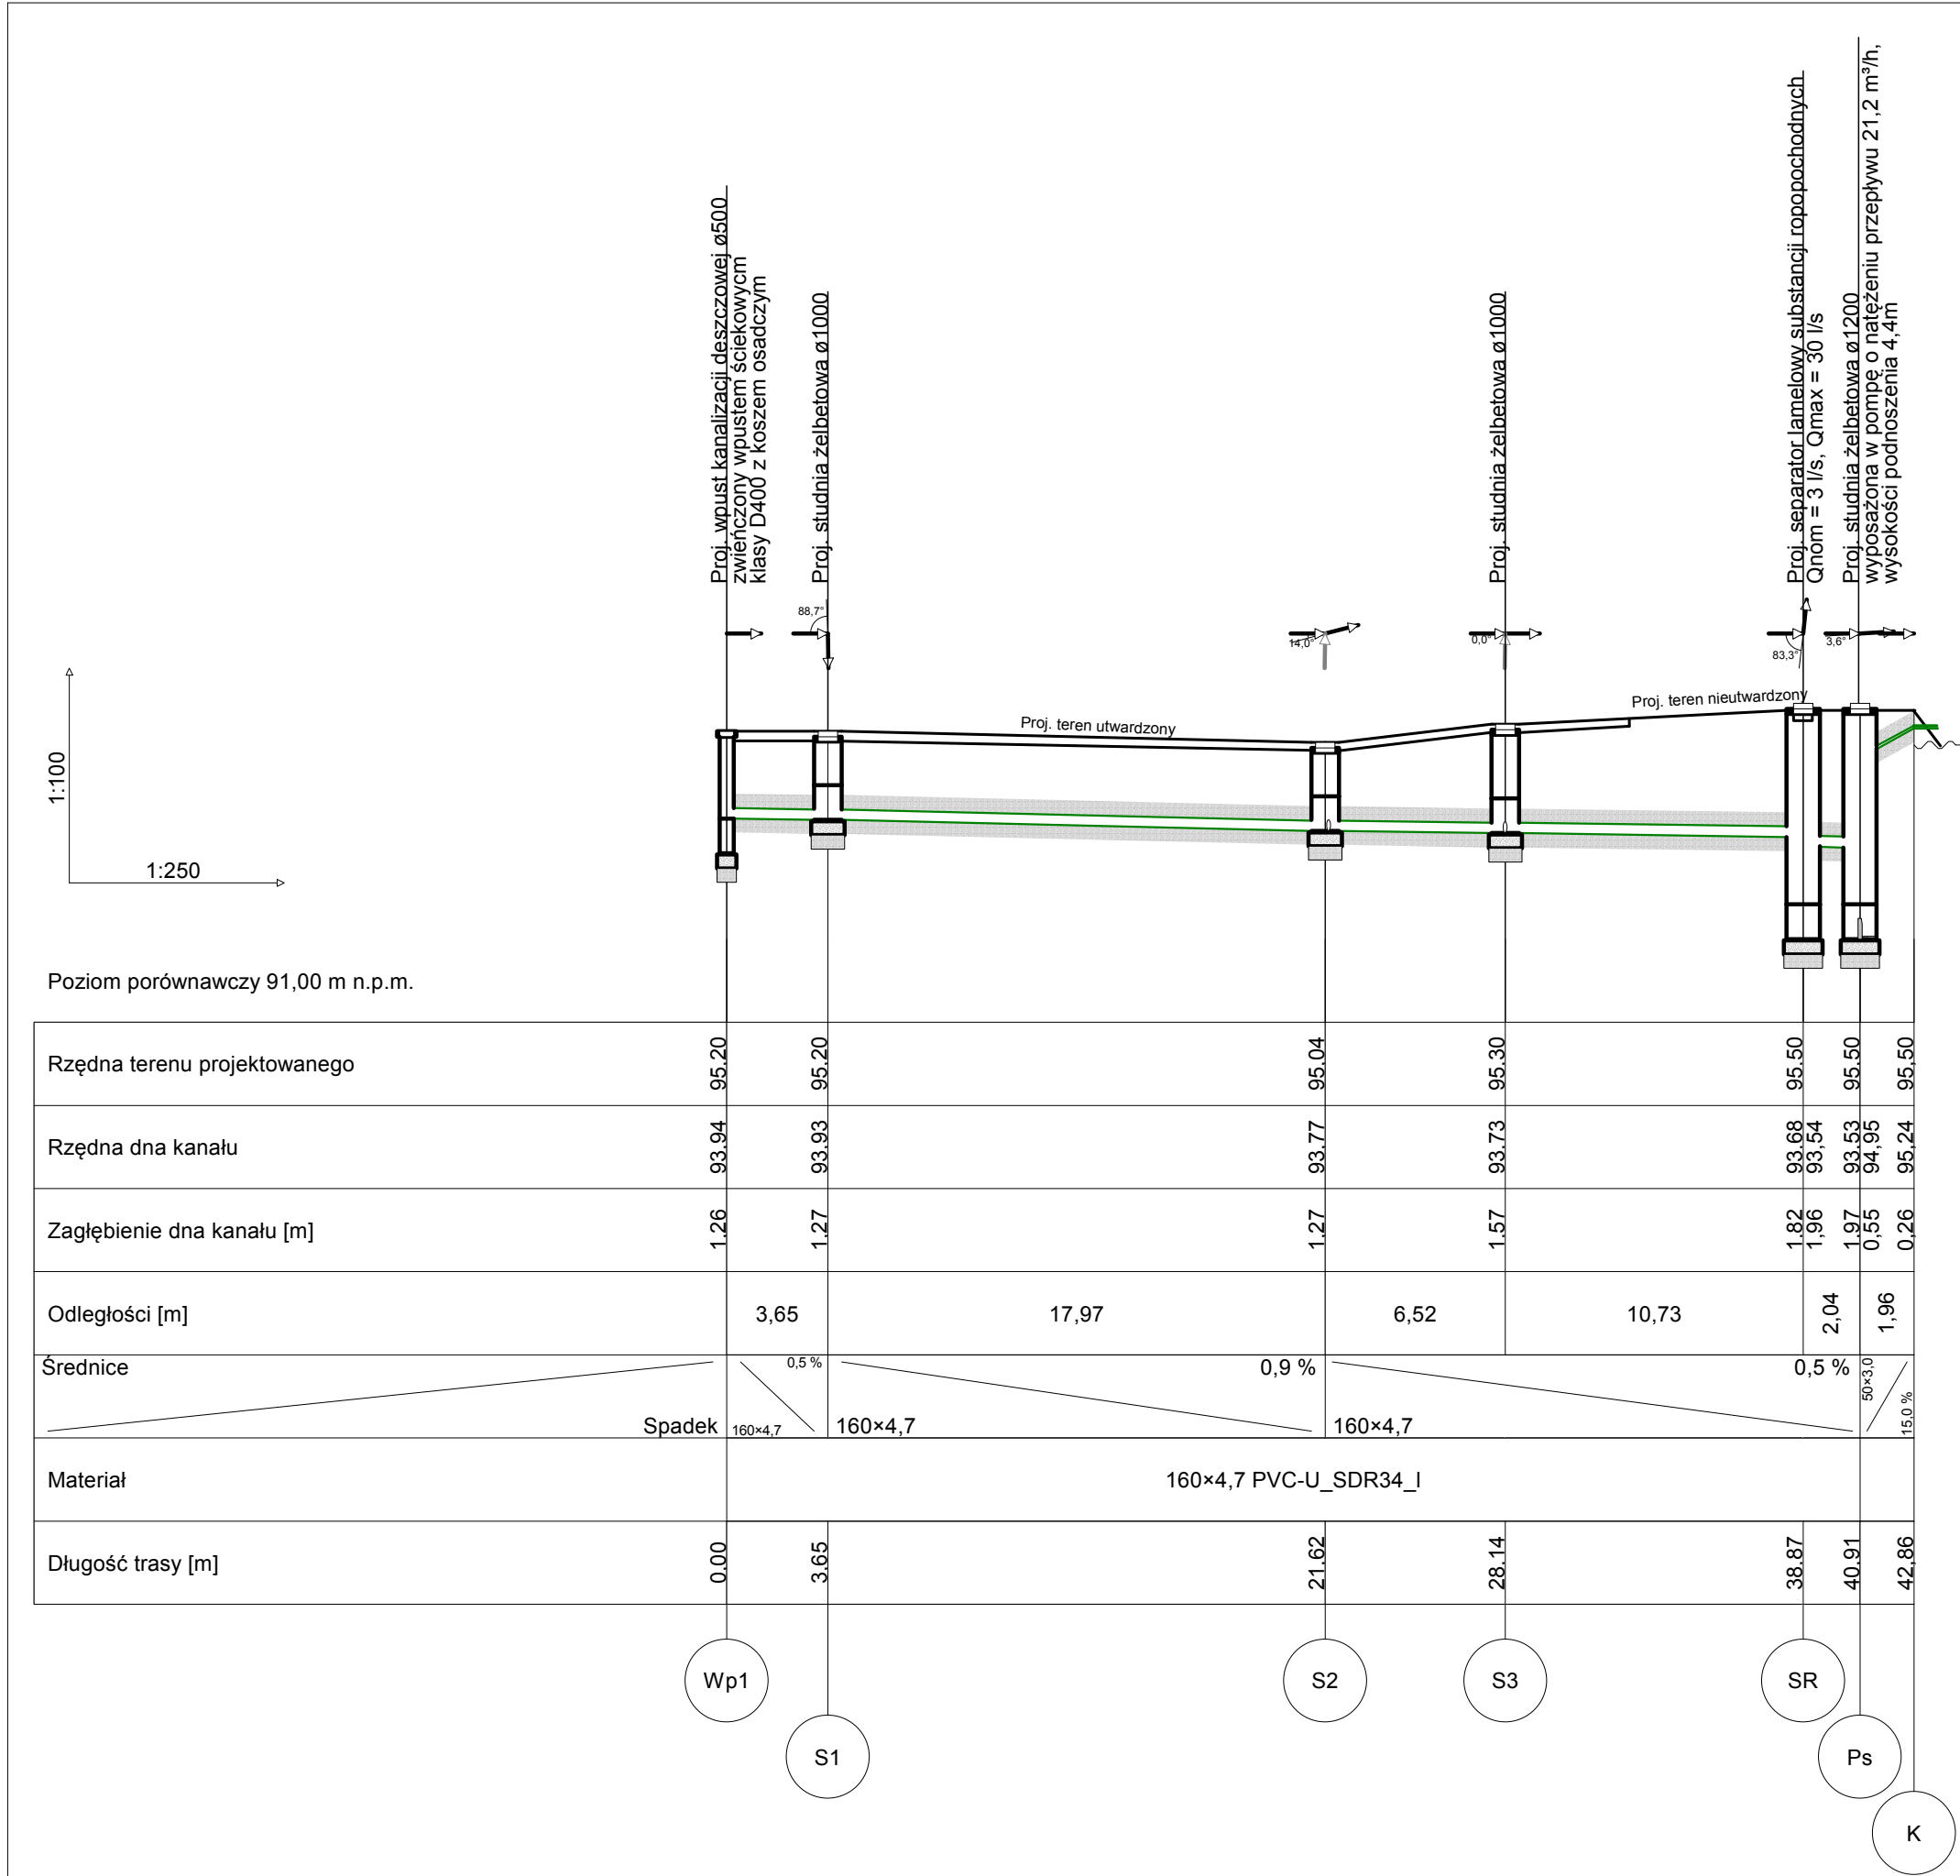 Proj. wpust kanalizacji deszczowej ø500
zwieńczony wpustem ściekowycm
klasy D400 z koszem osadczym
Proj. studnia żelbetowa ø1000
Proj. studnia żelbetowa ø1000
Proj. separator lamelowy substancji ropopochodnych
Qnom = 3 l/s, Qmax = 30 l/s
Proj. studnia żelbetowa ø1200
wyposażona w pompę o natężeniu przepływu 21,2 m³/h,
wysokości podnoszenia 4,4m
88,7°
14,0°
0,0°
83,3°
3,6°
Proj. teren utwardzony
Proj. teren nieutwardzony
1:100
1:250
Poziom porównawczy 91,00 m n.p.m.
Rzędna terenu projektowanego
95.20
95.20
95.04
95.30
95.50
95.50
95,50
Rzędna dna kanału
93.94
93.93
93.77
93.73
93.68
93,54
93.53
94,95
95,24
Zagłębienie dna kanału [m]
1.26
1.27
1.27
1.57
1.82
1,96
1.97
0,55
0,26
Odległości [m]
3,65
17,97
6,52
10,73
2,04
1,96
Średnice
Spadek
0,5 %
160×4,7
0,9 %
160×4,7
0,5 %
160×4,7
50×3,0
15,0 %
Materiał
160×4,7 PVC-U_SDR34_l
Długość trasy [m]
0.00
3.65
21.62
28.14
38.87
40.91
42,86
Wp1
S1
S2
S3
SR
Ps
K